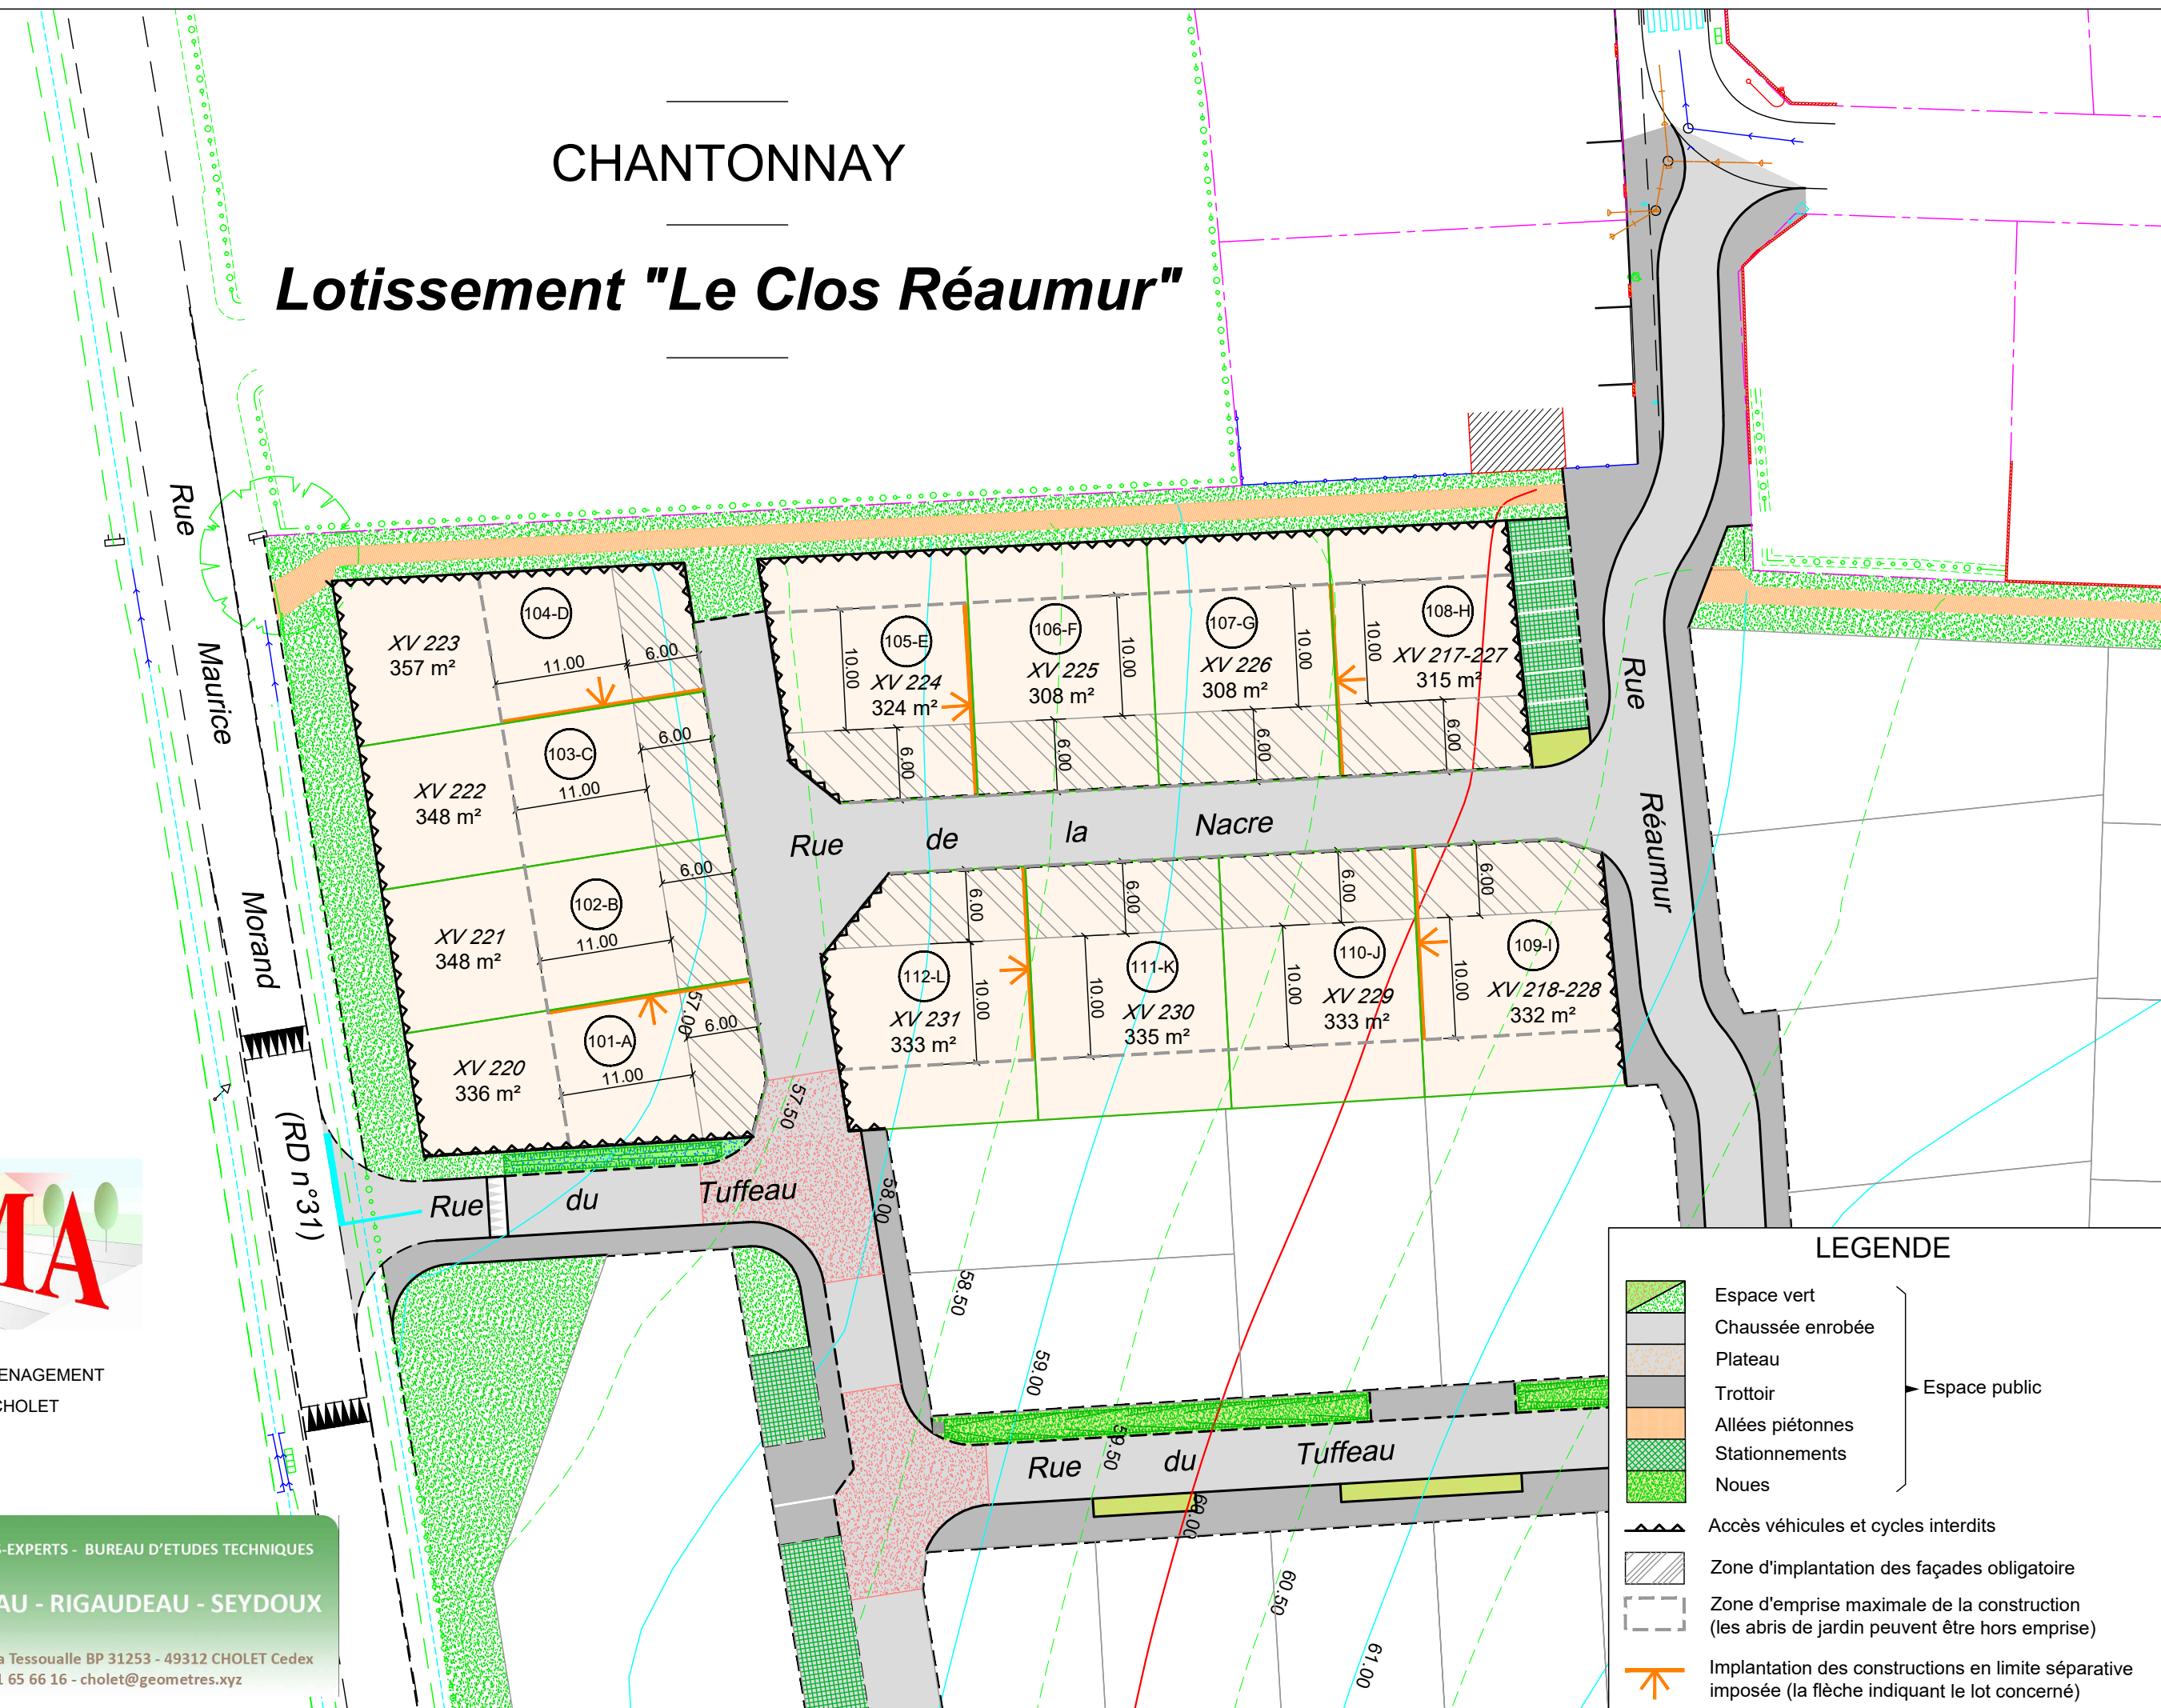 CHANTONNAY
Lotissement "Le Clos Réaumur"
Rue Maurice Morand (RD n°31)
104-D
XV 223
357 m²
11.00
6.00
103-C
XV 222
348 m²
11.00
6.00
102-B
XV 221
348 m²
11.00
6.00
101-A
XV 220
336 m²
11.00
6.00
57.00
105-E
XV 224
324 m²
10.00
6.00
106-F
XV 225
308 m²
10.00
6.00
107-G
XV 226
308 m²
10.00
6.00
108-H
XV 217-227
315 m²
10.00
6.00
Rue de la Nacre
Rue Réaumur
112-L
XV 231
333 m²
6.00
10.00
111-K
XV 230
335 m²
6.00
10.00
110-J
XV 229
333 m²
6.00
10.00
109-I
XV 218-228
332 m²
6.00
10.00
57.50
58.00
58.50
59.00
59.50
60.00
60.50
61.00
Rue du Tuffeau
Rue du Tuffeau
MA
ENAGEMENT
CHOLET
S-EXPERTS - BUREAU D'ETUDES TECHNIQUES
AU - RIGAUDEAU - SEYDOUX
a Tessoualle BP 31253 - 49312 CHOLET Cedex
1 65 66 16 - cholet@geometres.xyz
LEGENDE
Espace vert
Chaussée enrobée
Plateau
Trottoir
Allées piétonnes
Stationnements
Noues
Espace public
Accès véhicules et cycles interdits
Zone d'implantation des façades obligatoire
Zone d'emprise maximale de la construction
(les abris de jardin peuvent être hors emprise)
Implantation des constructions en limite séparative
imposée (la flèche indiquant le lot concerné)